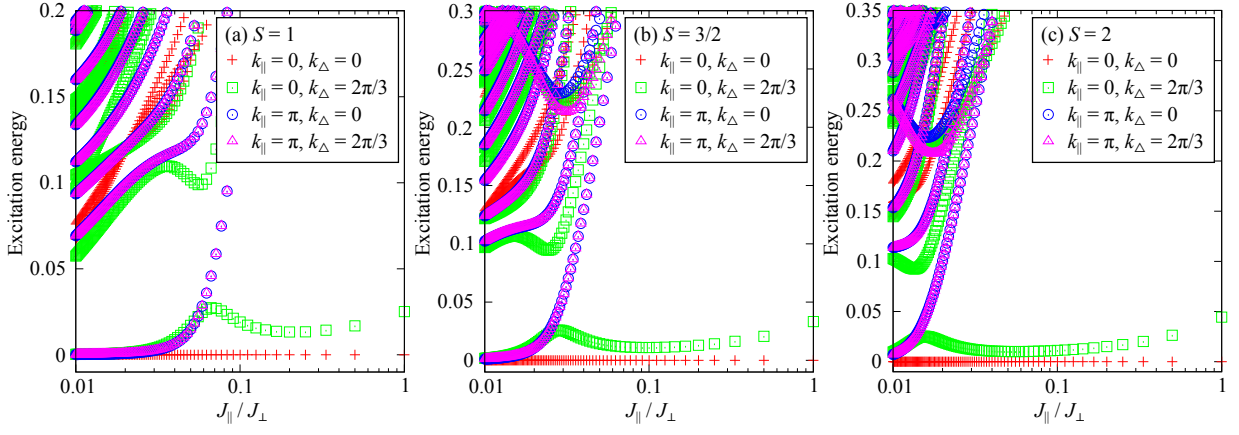 Excitation energy
0.2
0.15
0.1
0.05
0
0.01
0.1
1
J∥ / J⊥
(a) S = 1
k∥ = 0, k△ = 0
k∥ = 0, k△ = 2π/3
k∥ = π, k△ = 0
k∥ = π, k△ = 2π/3
Excitation energy
0.3
0.25
0.2
0.15
0.1
0.05
0
0.01
0.1
1
J∥ / J⊥
(b) S = 3/2
k∥ = 0, k△ = 0
k∥ = 0, k△ = 2π/3
k∥ = π, k△ = 0
k∥ = π, k△ = 2π/3
Excitation energy
0.35
0.3
0.25
0.2
0.15
0.1
0.05
0
0.01
0.1
1
J∥ / J⊥
(c) S = 2
k∥ = 0, k△ = 0
k∥ = 0, k△ = 2π/3
k∥ = π, k△ = 0
k∥ = π, k△ = 2π/3